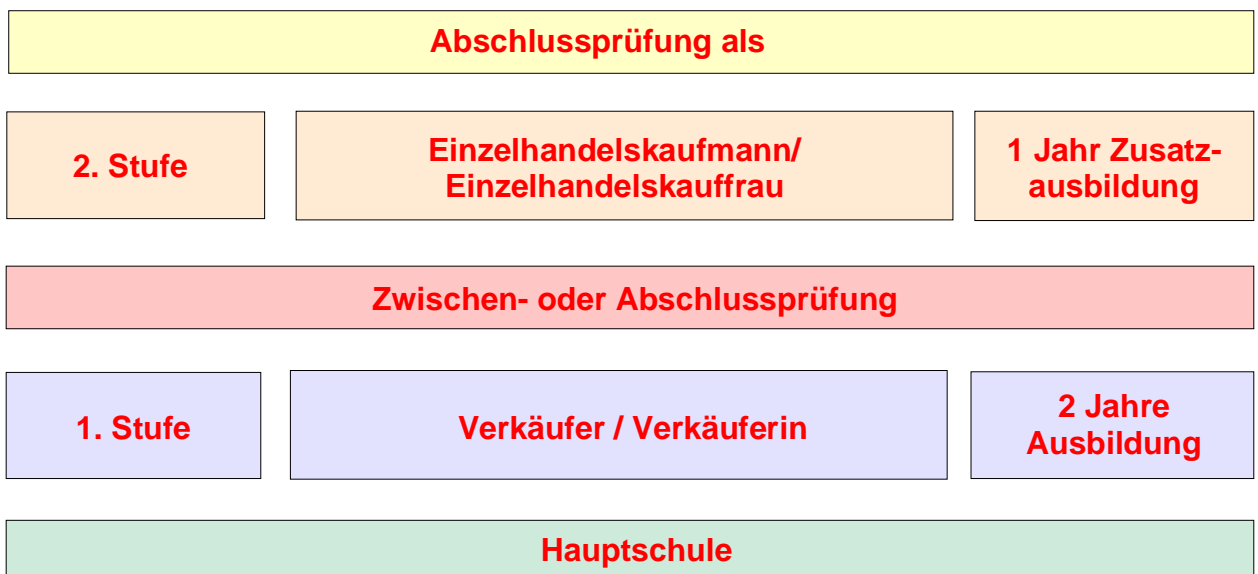 Abschlussprüfung als
2. Stufe
Einzelhandelskaufmann/
Einzelhandelskauffrau
1 Jahr Zusatz-
ausbildung
Zwischen- oder Abschlussprüfung
1. Stufe
Verkäufer / Verkäuferin
2 Jahre
Ausbildung
Hauptschule